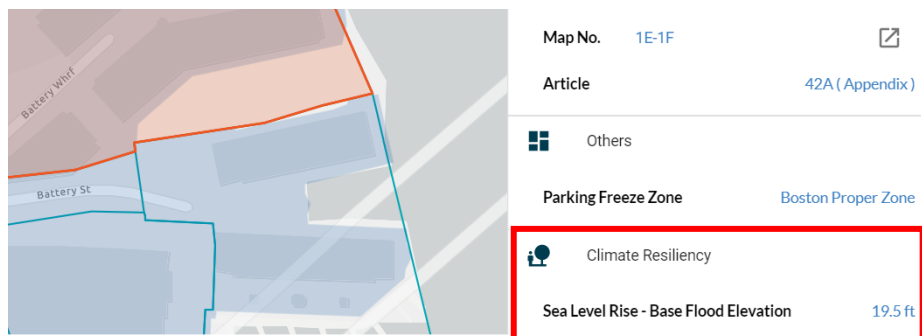 Battery Whrf
Battery St
Map No. 1E-1F
Article 42A ( Appendix )
Others
Parking Freeze Zone Boston Proper Zone
Climate Resiliency
Sea Level Rise - Base Flood Elevation 19.5 ft